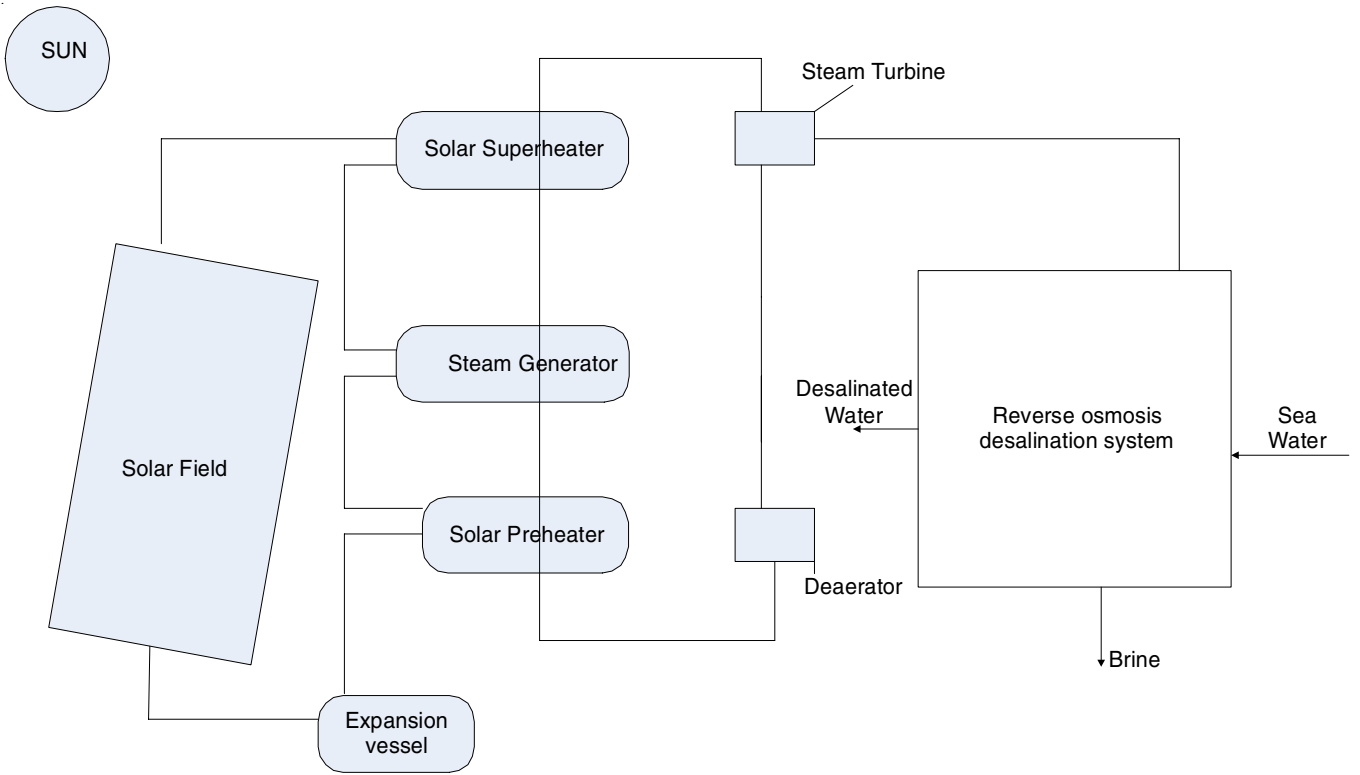 SUN
Steam Turbine
Solar Superheater
Steam Generator
Desalinated
Water
Reverse osmosis
desalination system
Sea
Water
Solar Field
Solar Preheater
Deaerator
Brine
Expansion
vessel